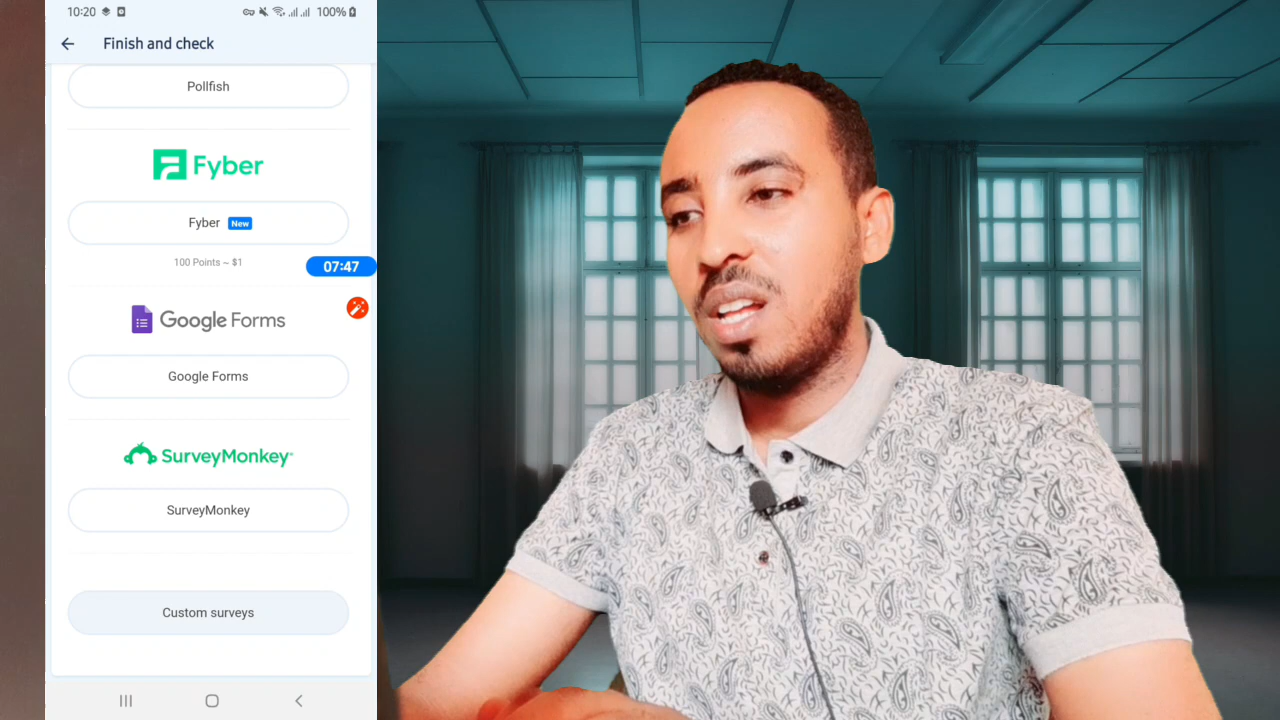 10:20
100%
Finish and check
Pollfish
Fyber
Fyber New
100 Points ~ $1
07:47
Google Forms
Google Forms
SurveyMonkey
SurveyMonkey
Custom surveys